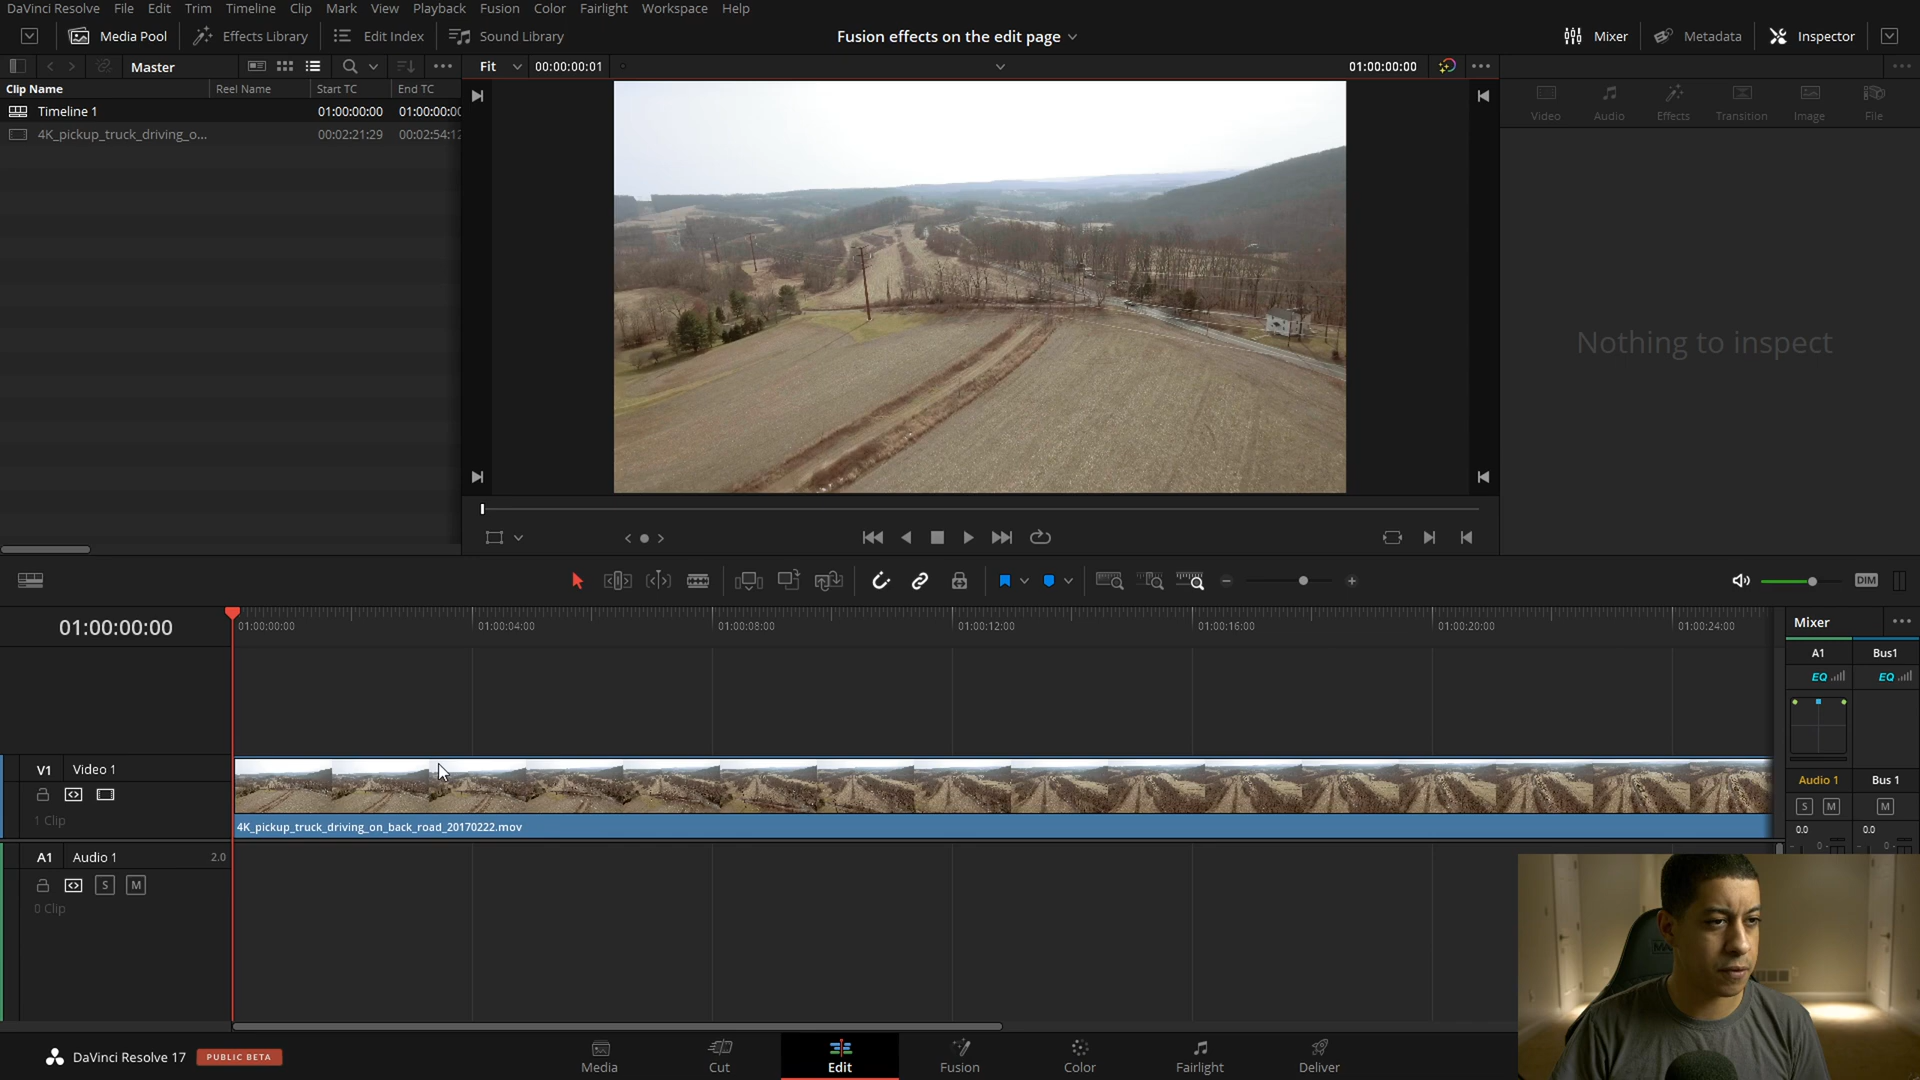 DaVinci Resolve File Edit Trim Timeline Clip Mark View Playback Fusion Color Fairlight Workspace Help
Media Pool Effects Library Edit Index Sound Library Fusion effects on the edit page Mixer Metadata Inspector
Master Fit 00:00:00:01 01:00:00:00
Clip Name Reel Name Start TC End TC
Timeline 1 01:00:00:00 01:00:00:00
4K_pickup_truck_driving_o... 00:02:21:29 00:02:54:12
Video Audio Effects Transition Image File
Nothing to inspect
DIM
01:00:00:00 01:00:00:00 01:00:04:00 01:00:08:00 01:00:12:00 01:00:16:00 01:00:20:00 01:00:24:00
Mixer
A1 Bus1
EQ EQ
V1 Video 1
1 Clip
4K_pickup_truck_driving_on_back_road_20170222.mov
Audio 1 Bus 1
S M M
0.0 0.0
0 0
A1 Audio 1 2.0
S M
0 Clip
DaVinci Resolve 17 PUBLIC BETA
Media Cut Edit Fusion Color Fairlight Deliver